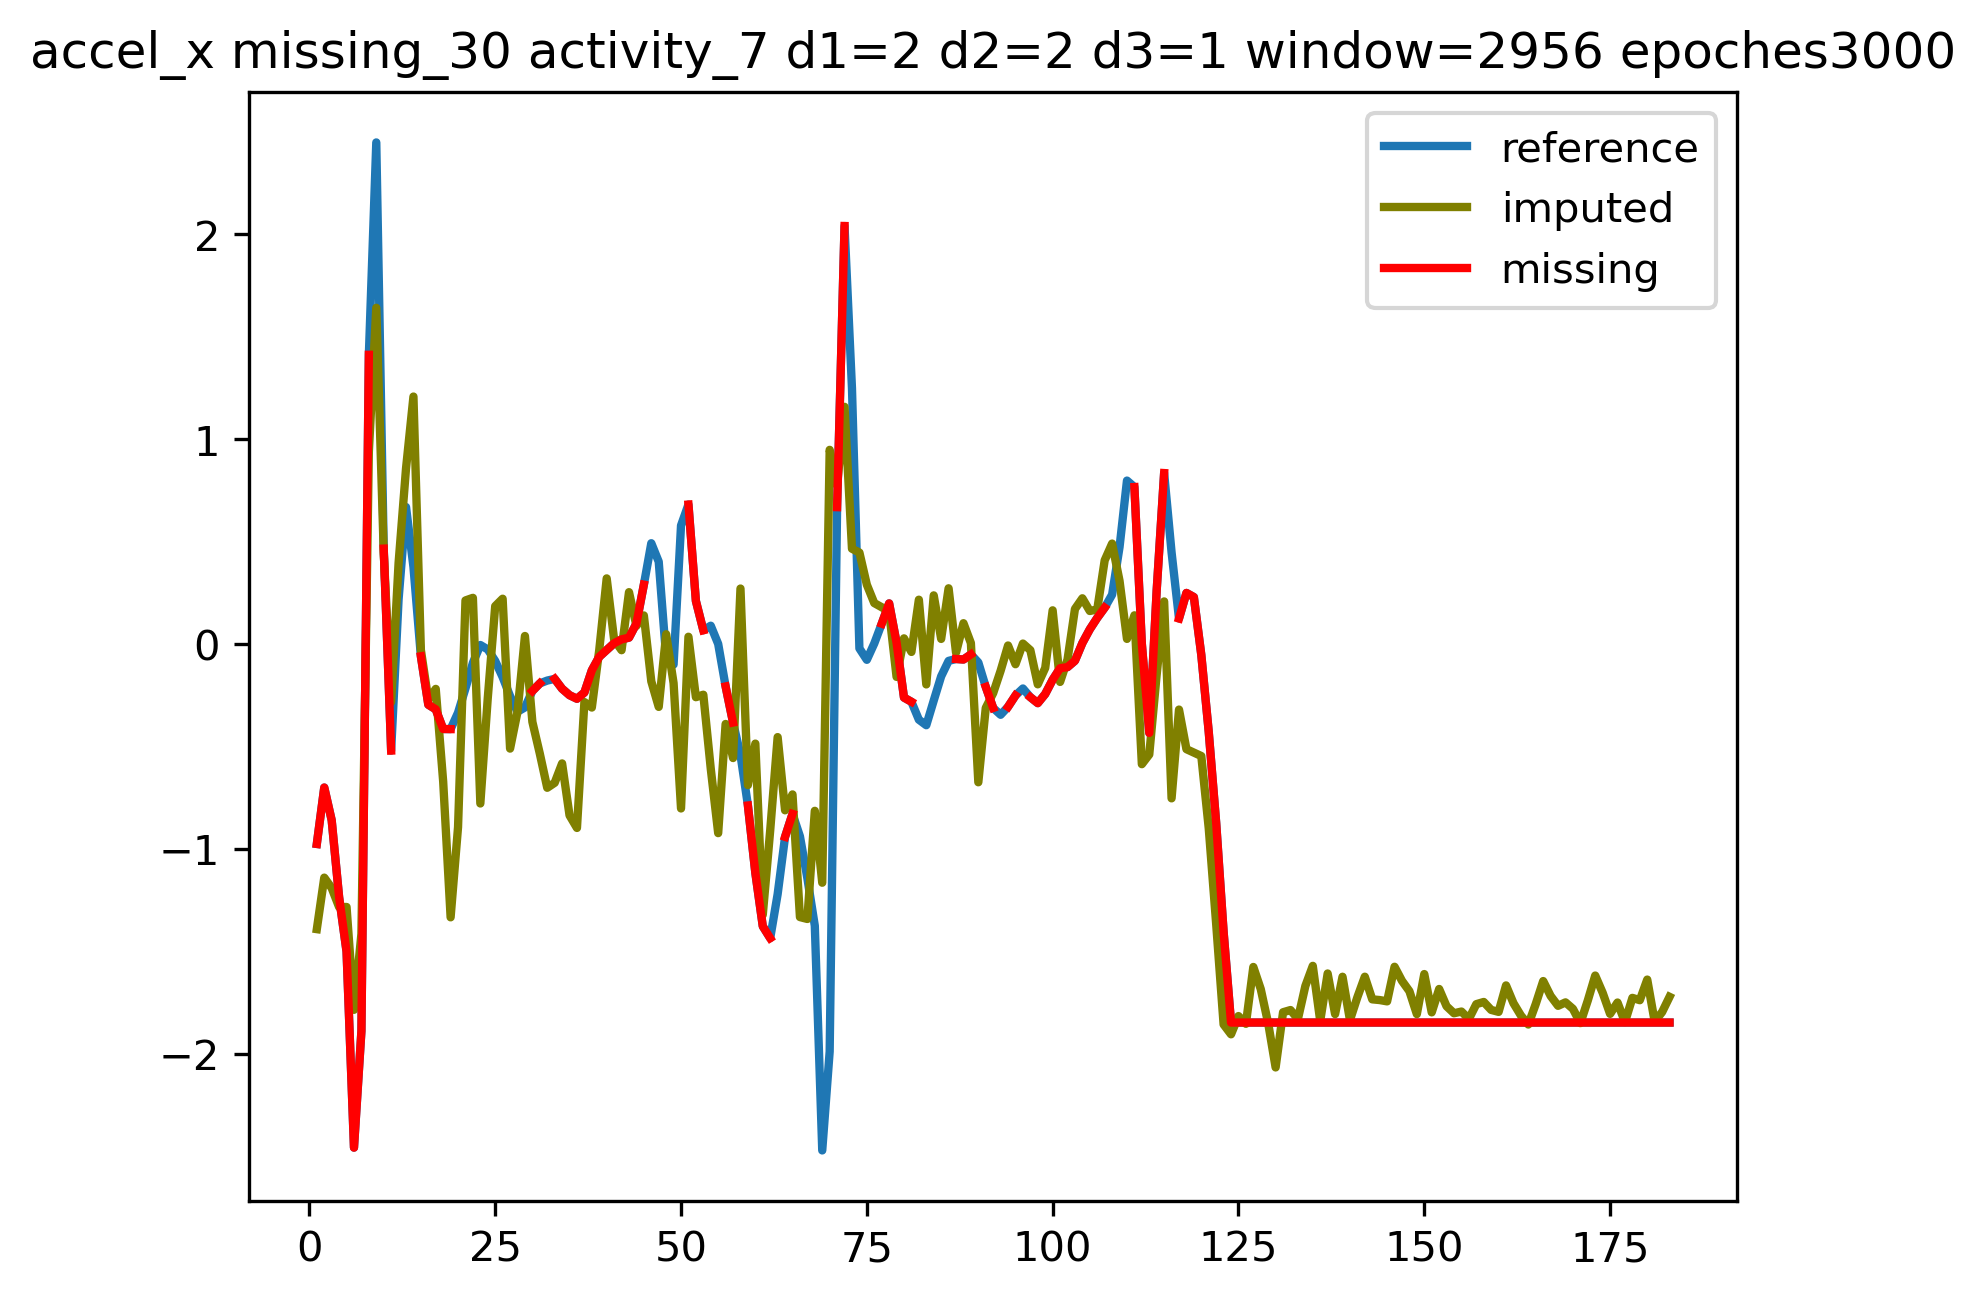 accel_x missing_30 activity_7 d1=2 d2=2 d3=1 window=2956 epoches3000
reference
imputed
missing
2
1
0
−1
−2
0 25 50 75 100 125 150 175